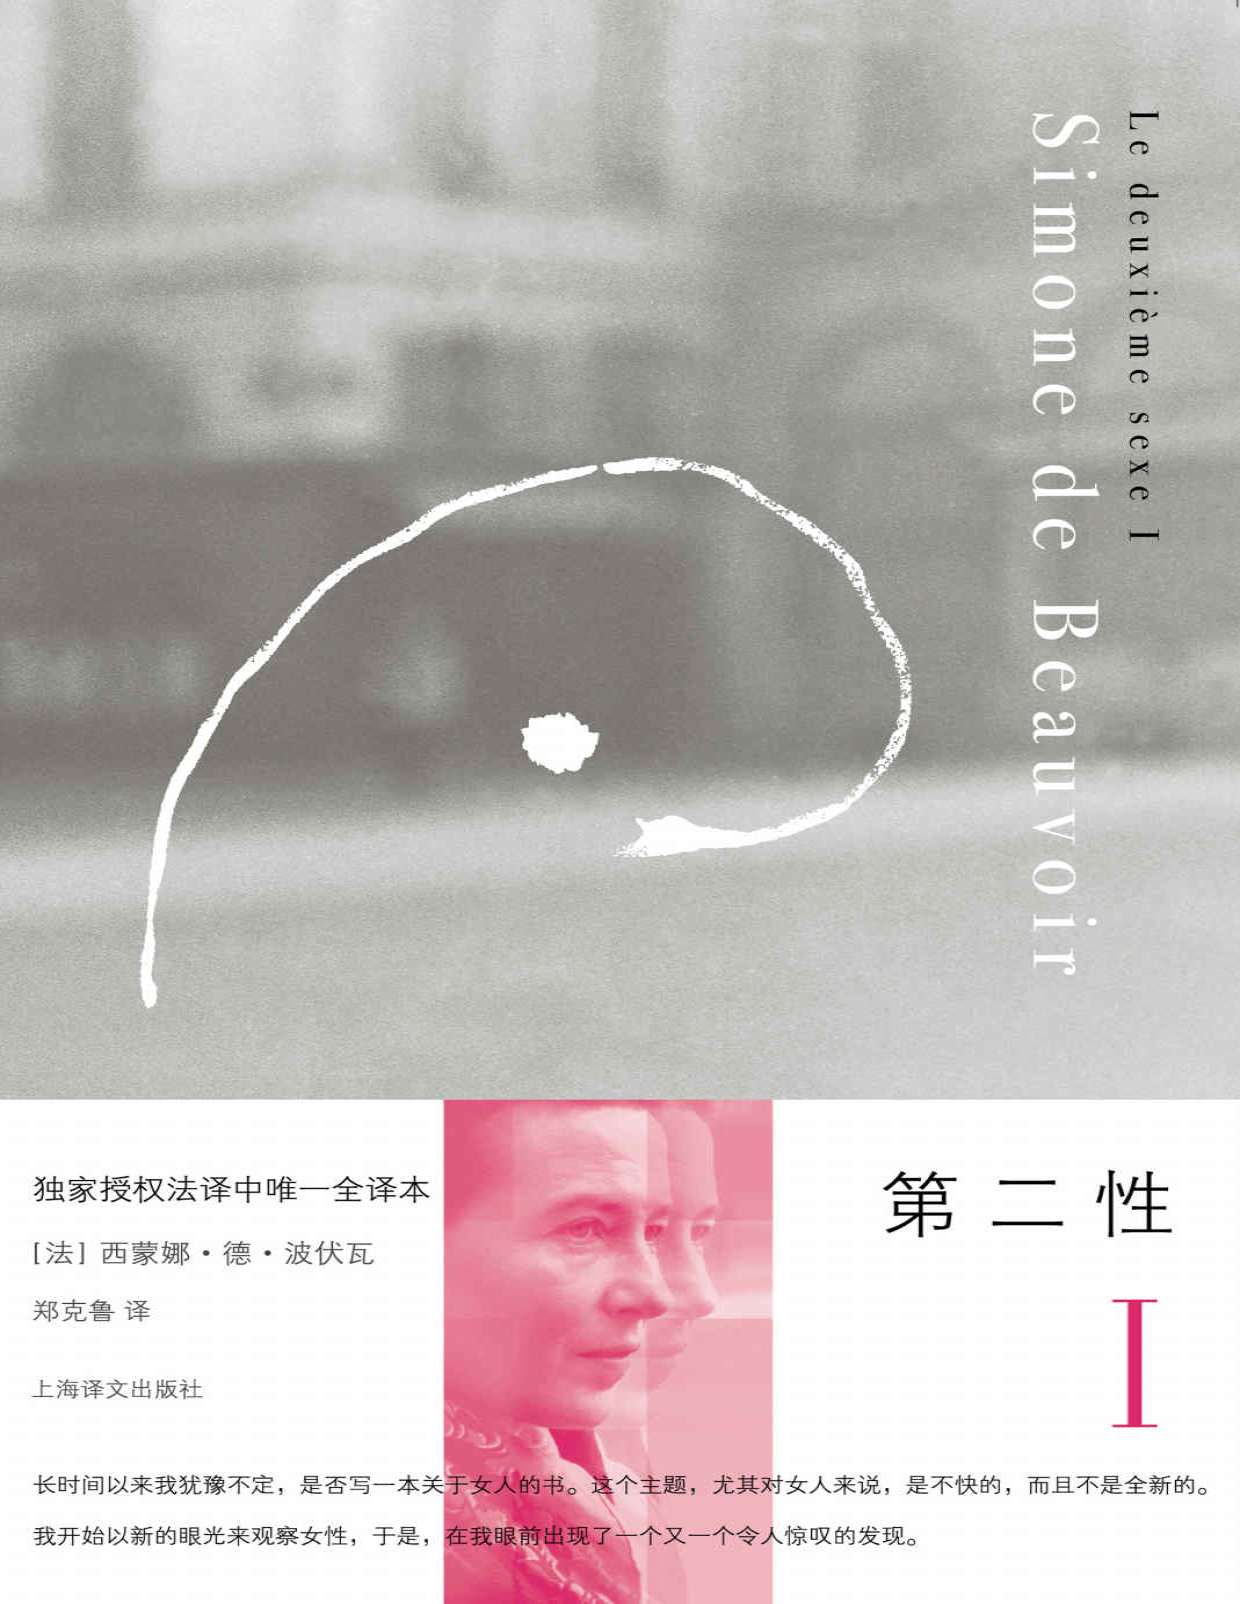 Le deuxième sexe I
Simone de Beauvoir
第二性
I
独家授权法译中唯一全译本
[法] 西蒙娜·德·波伏瓦
郑克鲁 译
上海译文出版社
长时间以来我犹豫不定，是否写一本关于女人的书。这个主题，尤其对女人来说，是不快的，而且不是全新的。
我开始以新的眼光来观察女性，于是，在我眼前出现了一个又一个令人惊叹的发现。